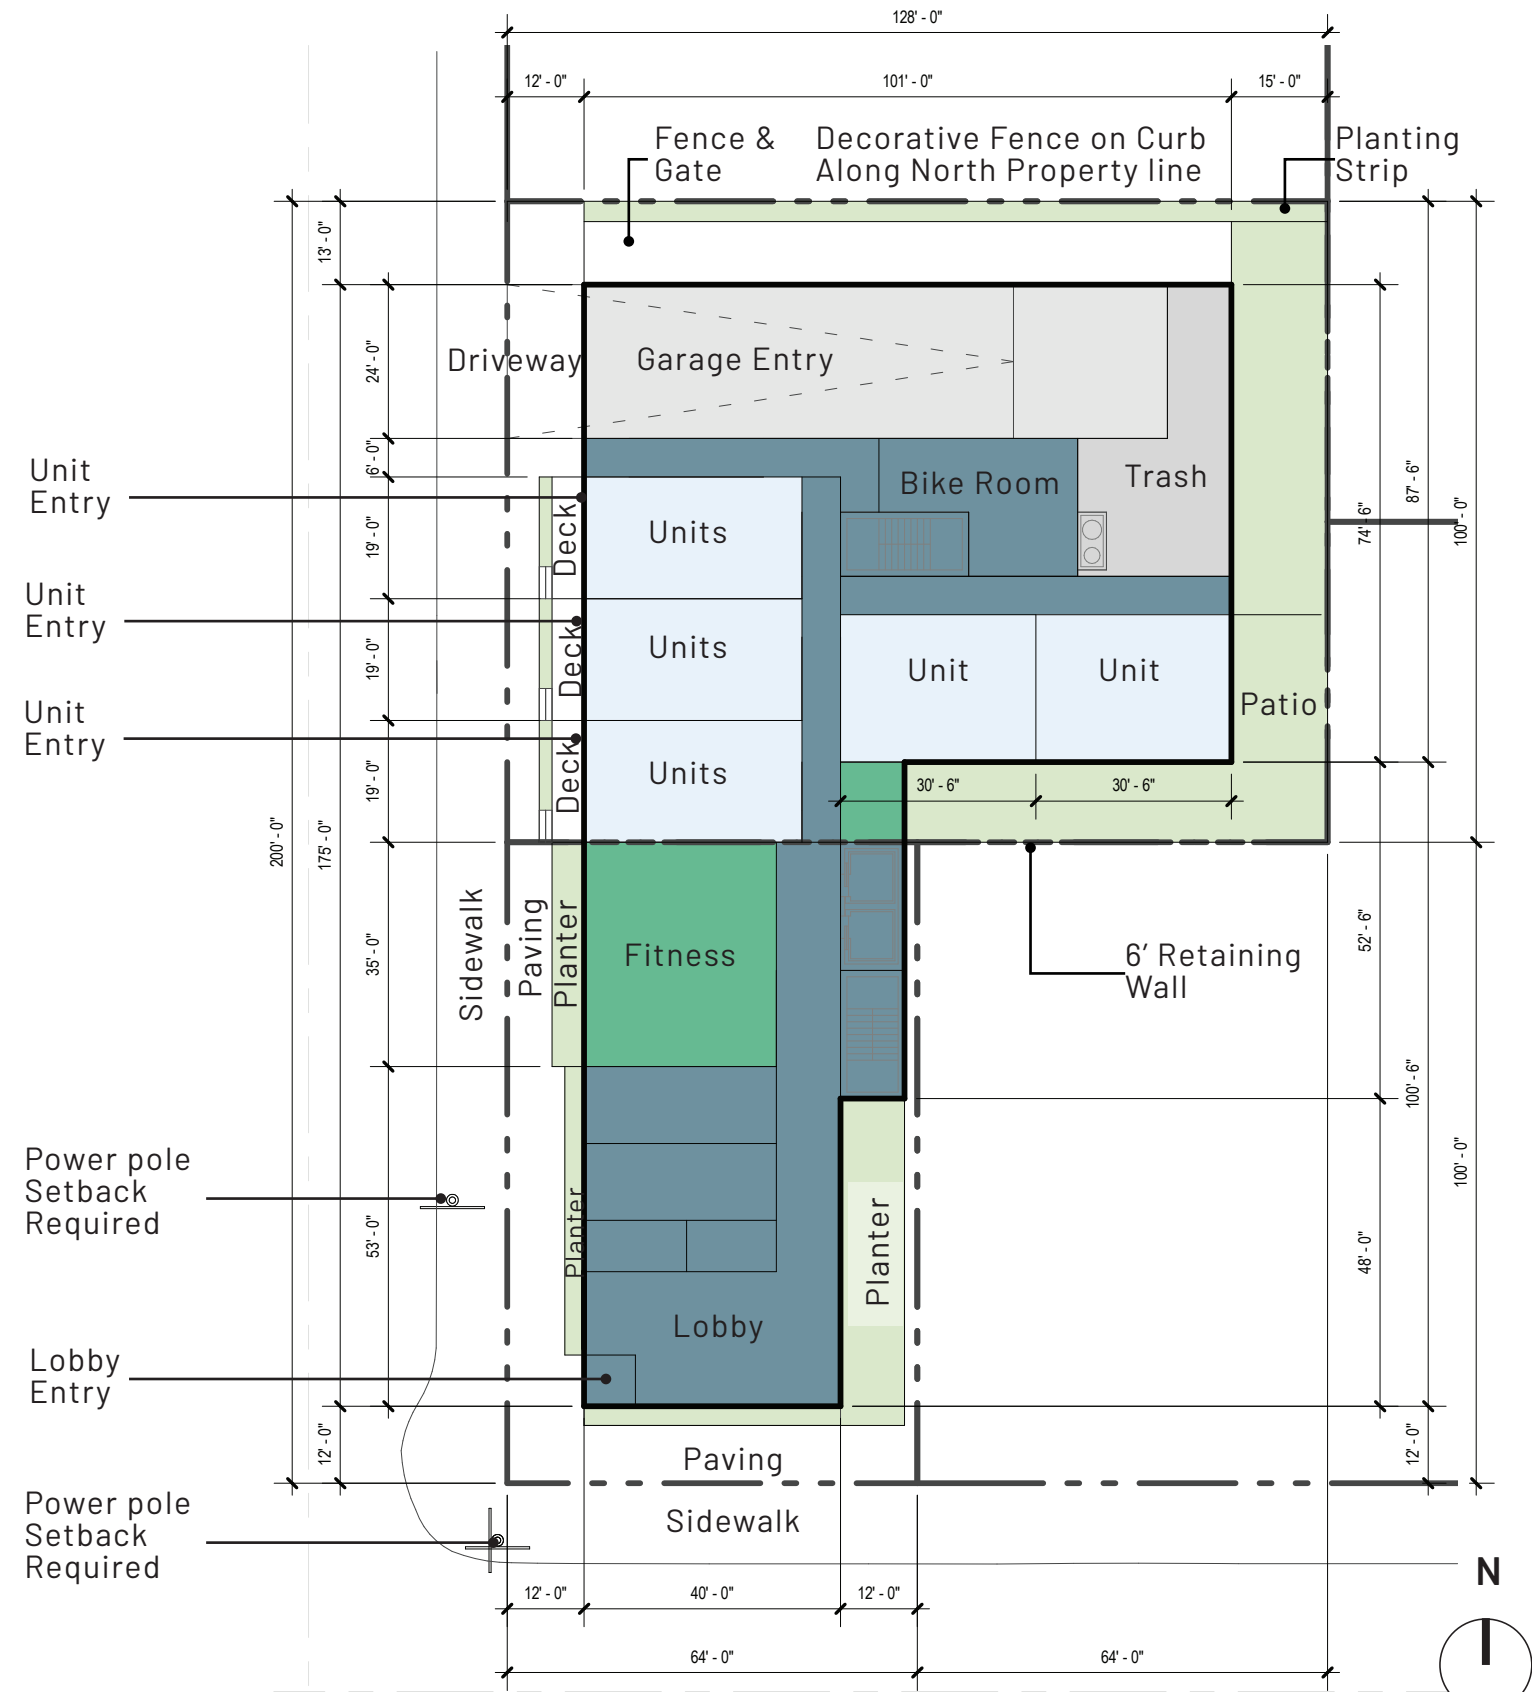 128' - 0"
12' - 0"
101' - 0"
15' - 0"
Fence &
Gate
Decorative Fence on Curb
Along North Property line
Planting
Strip
13' - 0"
24' - 0"
Driveway
Garage Entry
6' - 0"
Unit
Entry
Bike Room
Trash
87' - 6"
74' - 6"
100' - 0"
19' - 0"
Deck
Units
Unit
Entry
19' - 0"
Deck
Units
Unit
Unit
Patio
Unit
Entry
19' - 0"
Deck
Units
30' - 6"
30' - 6"
200' - 0"
175' - 0"
Sidewalk
Paving
Planter
35' - 0"
Fitness
6’ Retaining
Wall
52' - 6"
100' - 6"
100' - 0"
Power pole
Setback
Required
53' - 0"
Planter
Planter
48' - 0"
Lobby
Lobby
Entry
12' - 0"
Paving
12' - 0"
Power pole
Setback
Required
Sidewalk
N
12' - 0"
40' - 0"
12' - 0"
64' - 0"
64' - 0"